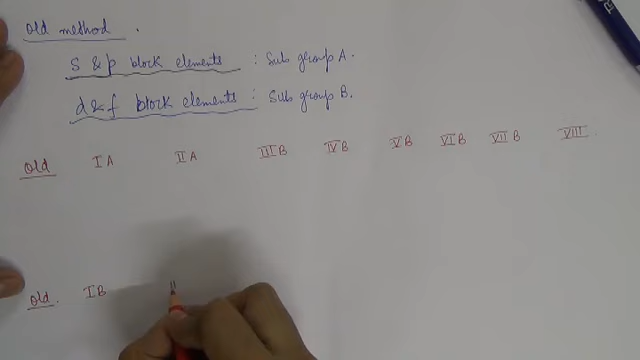 Old method .
S & p block elements : Sub group A.
d & f block elements : Sub group B.
Old IA IIA IIIB IVB VB VIB VIIB VIII
Old . IB II